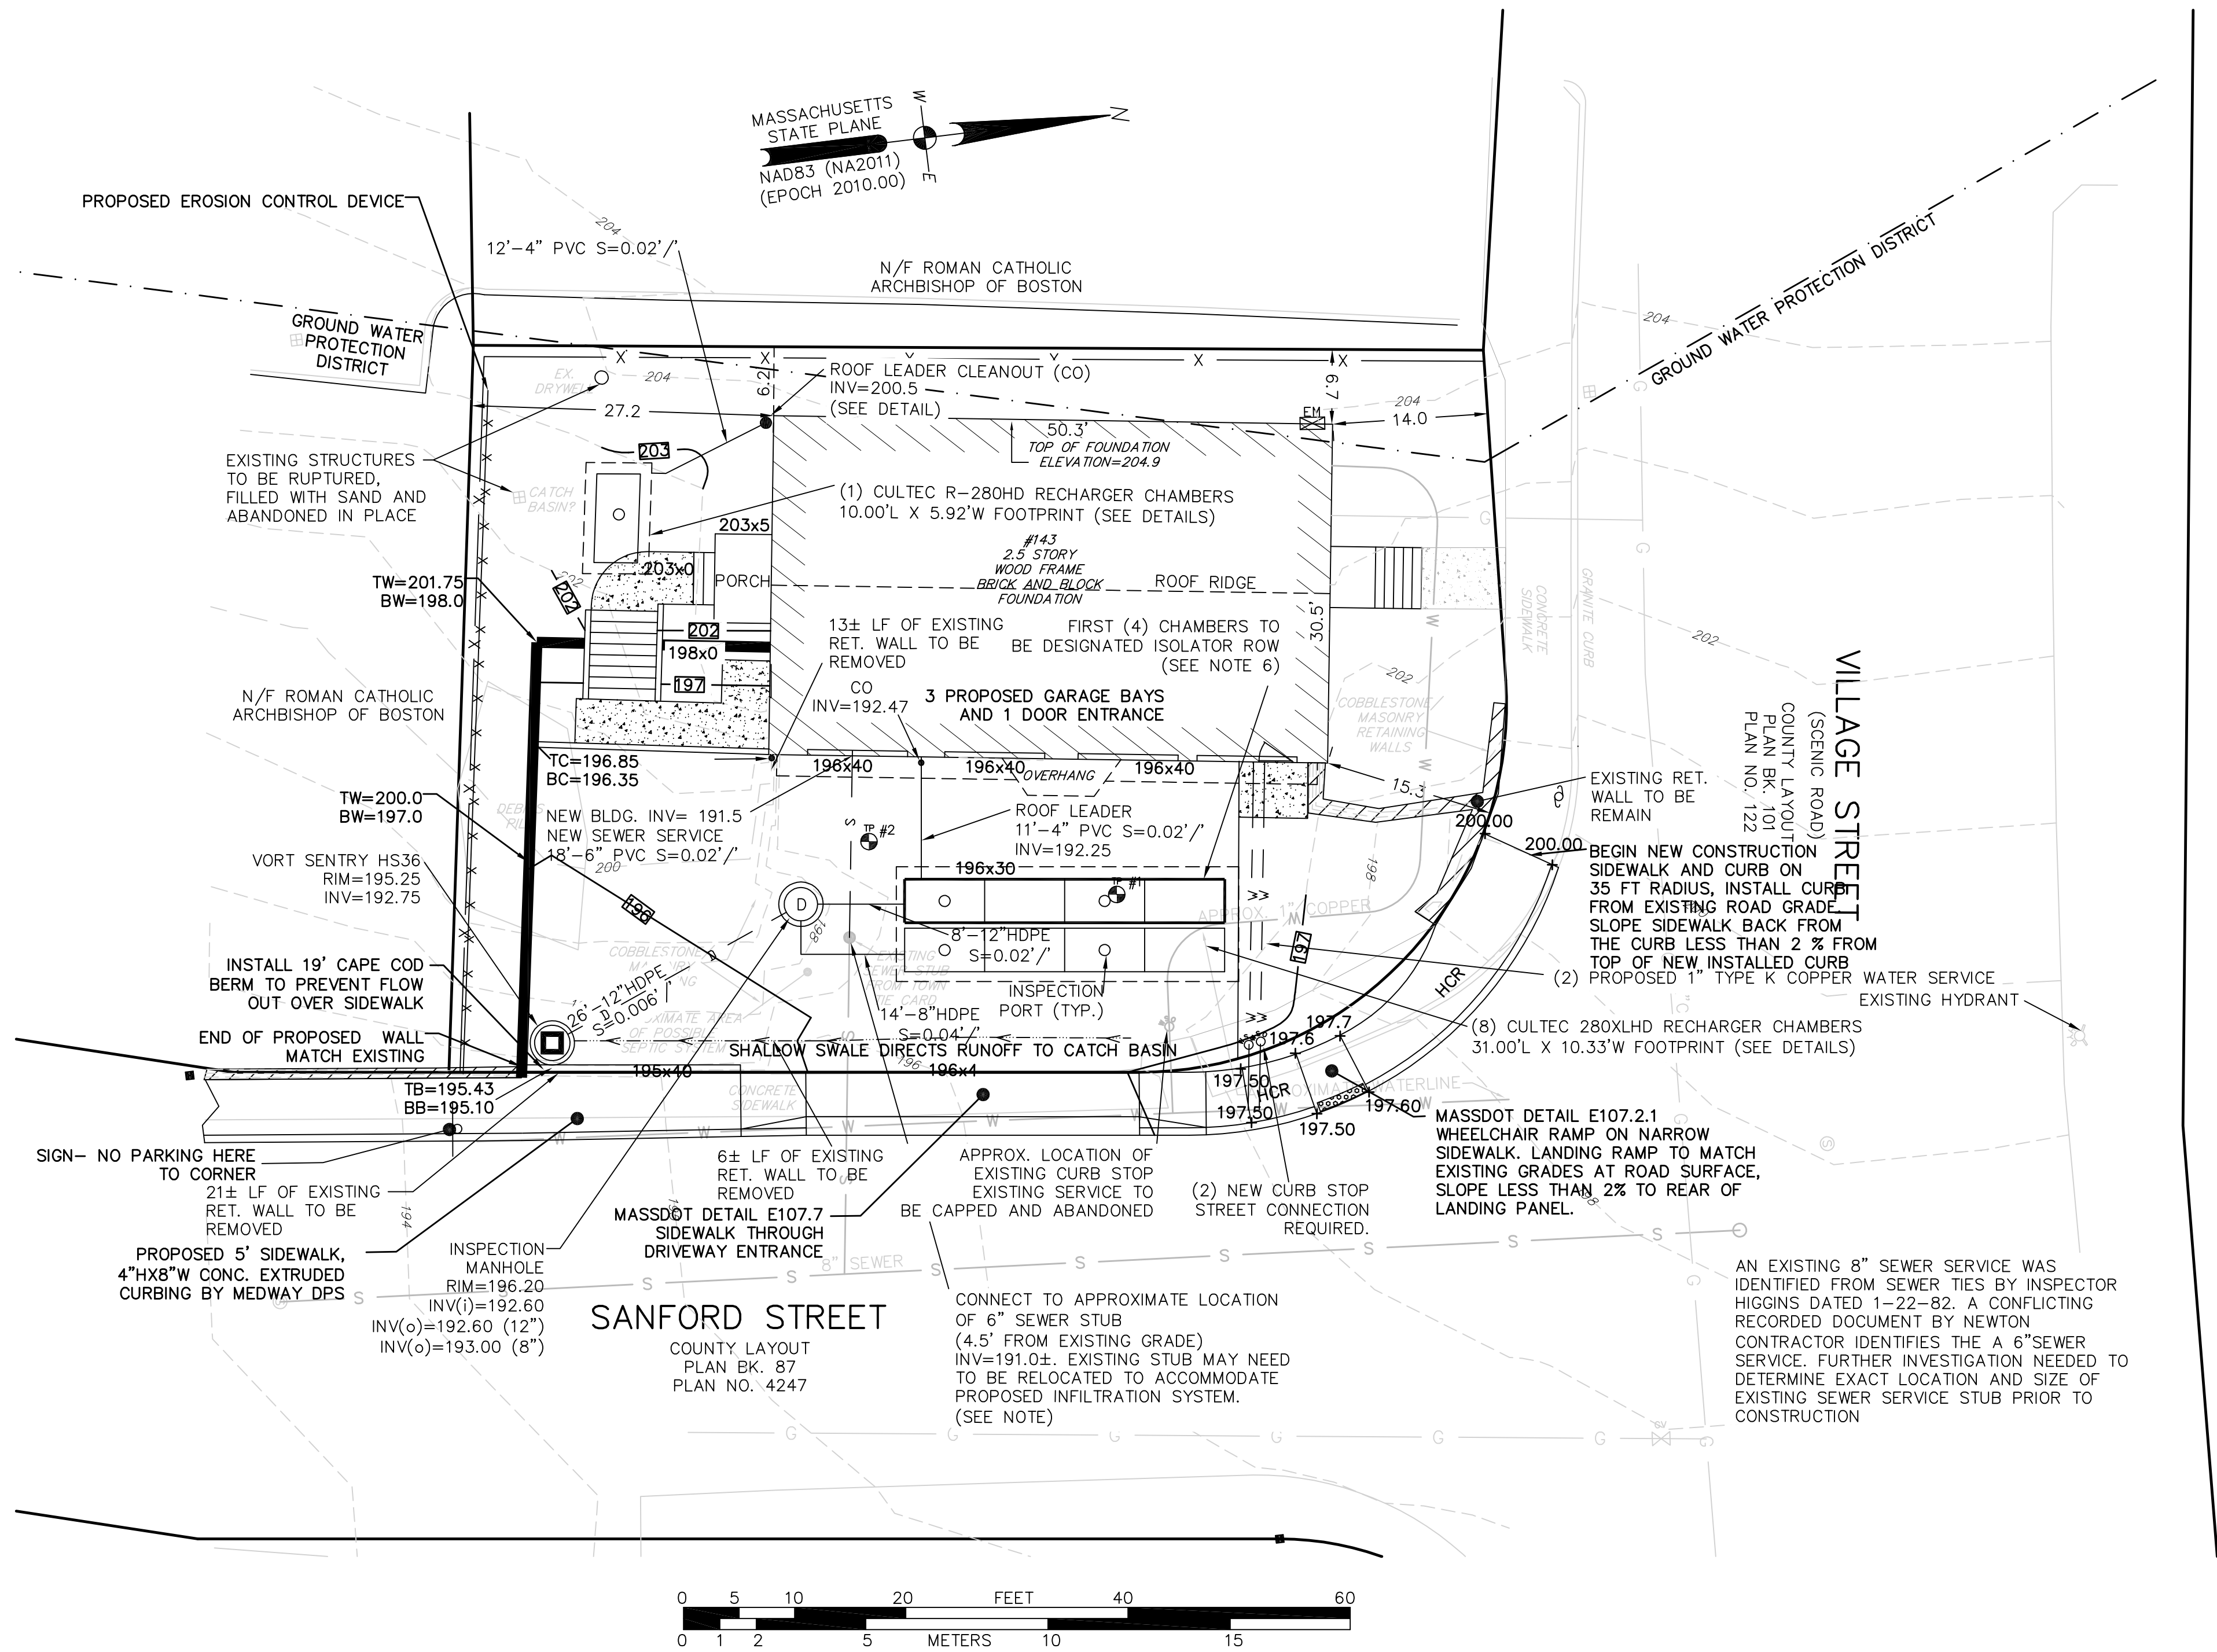 MASSACHUSETTS
STATE PLANE
NAD83 (NA2011)
(EPOCH 2010.00)
W
E
N
PROPOSED EROSION CONTROL DEVICE
204
12'-4" PVC S=0.02'/'
N/F ROMAN CATHOLIC
ARCHBISHOP OF BOSTON
GROUND WATER
PROTECTION
DISTRICT
GROUND WATER PROTECTION DISTRICT
204
EX.
DRYWELL
204
6.2
ROOF LEADER CLEANOUT (CO)
INV=200.5
(SEE DETAIL)
27.2
6.7
EM
204
14.0
50.3'
TOP OF FOUNDATION
ELEVATION=204.9
203
EXISTING STRUCTURES
TO BE RUPTURED,
FILLED WITH SAND AND
ABANDONED IN PLACE
CATCH
BASIN?
(1) CULTEC R-280HD RECHARGER CHAMBERS
10.00'L X 5.92'W FOOTPRINT (SEE DETAILS)
203x5
#143
2.5 STORY
WOOD FRAME
BRICK AND BLOCK
FOUNDATION
ROOF RIDGE
203x0
PORCH
202
202
TW=201.75
BW=198.0
202
198x0
197
13± LF OF EXISTING
RET. WALL TO BE
REMOVED
FIRST (4) CHAMBERS TO
BE DESIGNATED ISOLATOR ROW
(SEE NOTE 6)
30.5'
CO
INV=192.47
3 PROPOSED GARAGE BAYS
AND 1 DOOR ENTRANCE
N/F ROMAN CATHOLIC
ARCHBISHOP OF BOSTON
202
COBBLESTONE/
MASONRY
RETAINING
WALLS
CONCRETE
SIDEWALK
GRANITE CURB
202
VILLAGE STREET
(SCENIC ROAD)
COUNTY LAYOUT
PLAN BK. 101
PLAN NO. 122
TC=196.85
BC=196.35
196x40
196x40
196x40
OVERHANG
15.3
EXISTING RET.
WALL TO BE
REMAIN
TW=200.0
BW=197.0
NEW BLDG. INV= 191.5
NEW SEWER SERVICE
18'-6" PVC S=0.02'/'
TP #2
ROOF LEADER
11'-4" PVC S=0.02'/'
INV=192.25
200.00
200.00
BEGIN NEW CONSTRUCTION
SIDEWALK AND CURB ON
35 FT RADIUS, INSTALL CURB
FROM EXISTING ROAD GRADE,
SLOPE SIDEWALK BACK FROM
THE CURB LESS THAN 2 % FROM
TOP OF NEW INSTALLED CURB
VORT SENTRY HS36
RIM=195.25
INV=192.75
200
196
196x30
TP #1
198
APPROX. 1" COPPER
D
198
8'-12"HDPE
S=0.02'/'
197
HCR
(2) PROPOSED 1" TYPE K COPPER WATER SERVICE
EXISTING HYDRANT
INSTALL 19' CAPE COD
BERM TO PREVENT FLOW
OUT OVER SIDEWALK
26'-12"HDPE
S=0.006'/'
INSPECTION
PORT (TYP.)
14'-8"HDPE
S=0.04'/'
(8) CULTEC 280XLHD RECHARGER CHAMBERS
31.00'L X 10.33'W FOOTPRINT (SEE DETAILS)
END OF PROPOSED WALL
MATCH EXISTING
SHALLOW SWALE DIRECTS RUNOFF TO CATCH BASIN
197.6
197.7
195x40
196x4
196
TB=195.43
BB=195.10
CONCRETE
SIDEWALK
197.50
HCR
197.50
197.50
197.60
MASSDOT DETAIL E107.2.1
WHEELCHAIR RAMP ON NARROW
SIDEWALK. LANDING RAMP TO MATCH
EXISTING GRADES AT ROAD SURFACE,
SLOPE LESS THAN 2% TO REAR OF
LANDING PANEL.
SIGN- NO PARKING HERE
TO CORNER
21± LF OF EXISTING
RET. WALL TO BE
REMOVED
194
6± LF OF EXISTING
RET. WALL TO BE
REMOVED
APPROX. LOCATION OF
EXISTING CURB STOP
EXISTING SERVICE TO
BE CAPPED AND ABANDONED
(2) NEW CURB STOP
STREET CONNECTION
REQUIRED.
MASSDOT DETAIL E107.7
SIDEWALK THROUGH
DRIVEWAY ENTRANCE
PROPOSED 5' SIDEWALK,
4"HX8"W CONC. EXTRUDED
CURBING BY MEDWAY DPS
INSPECTION
MANHOLE
RIM=196.20
INV(i)=192.60
INV(o)=192.60 (12")
INV(o)=193.00 (8")
8" SEWER
SANFORD STREET
COUNTY LAYOUT
PLAN BK. 87
PLAN NO. 4247
CONNECT TO APPROXIMATE LOCATION
OF 6" SEWER STUB
(4.5' FROM EXISTING GRADE)
INV=191.0±. EXISTING STUB MAY NEED
TO BE RELOCATED TO ACCOMMODATE
PROPOSED INFILTRATION SYSTEM.
(SEE NOTE)
AN EXISTING 8" SEWER SERVICE WAS
IDENTIFIED FROM SEWER TIES BY INSPECTOR
HIGGINS DATED 1-22-82. A CONFLICTING
RECORDED DOCUMENT BY NEWTON
CONTRACTOR IDENTIFIES THE A 6"SEWER
SERVICE. FURTHER INVESTIGATION NEEDED TO
DETERMINE EXACT LOCATION AND SIZE OF
EXISTING SEWER SERVICE STUB PRIOR TO
CONSTRUCTION
0 5 10 20 FEET 40 60
0 1 2 5 METERS 10 15